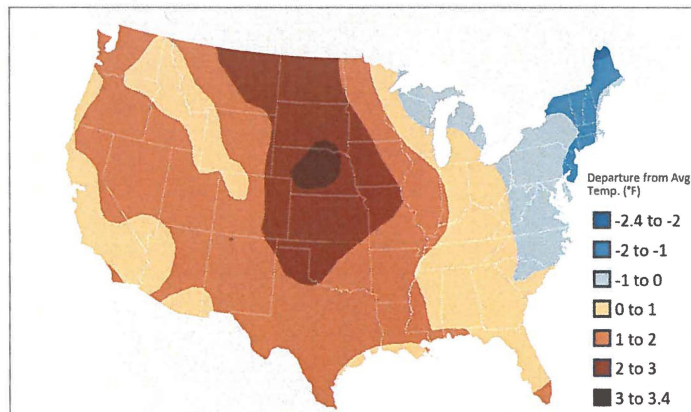 Departure from Avg
Temp. (°F)
-2.4 to -2
-2 to -1
-1 to 0
0 to 1
1 to 2
2 to 3
3 to 3.4